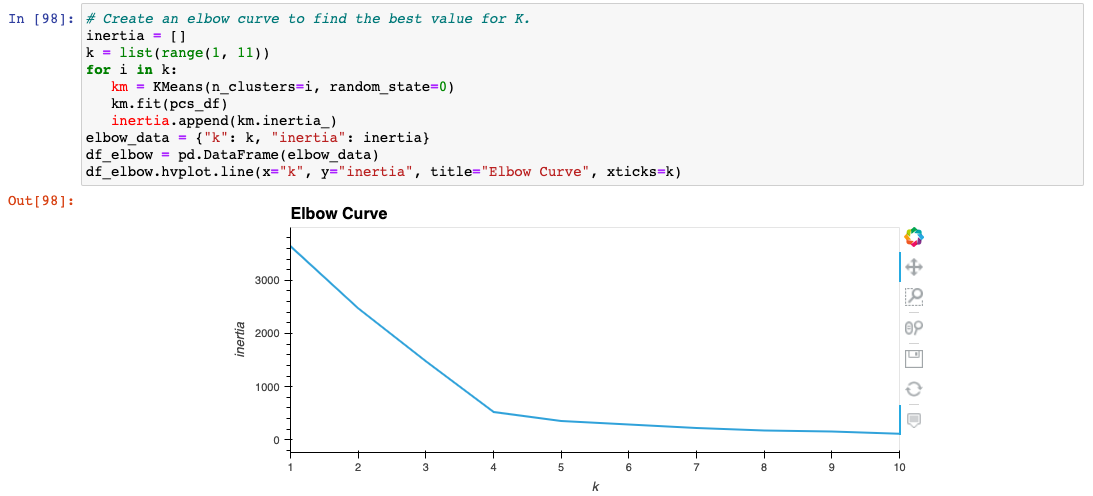 In [98]: # Create an elbow curve to find the best value for K.
inertia = []
k = list(range(1, 11))
for i in k:
   km = KMeans(n_clusters=i, random_state=0)
   km.fit(pcs_df)
   inertia.append(km.inertia_)
elbow_data = {"k": k, "inertia": inertia}
df_elbow = pd.DataFrame(elbow_data)
df_elbow.hvplot.line(x="k", y="inertia", title="Elbow Curve", xticks=k)
Out[98]:
Elbow Curve
3000
2000
1000
0
inertia
1 2 3 4 5 6 7 8 9 10
k